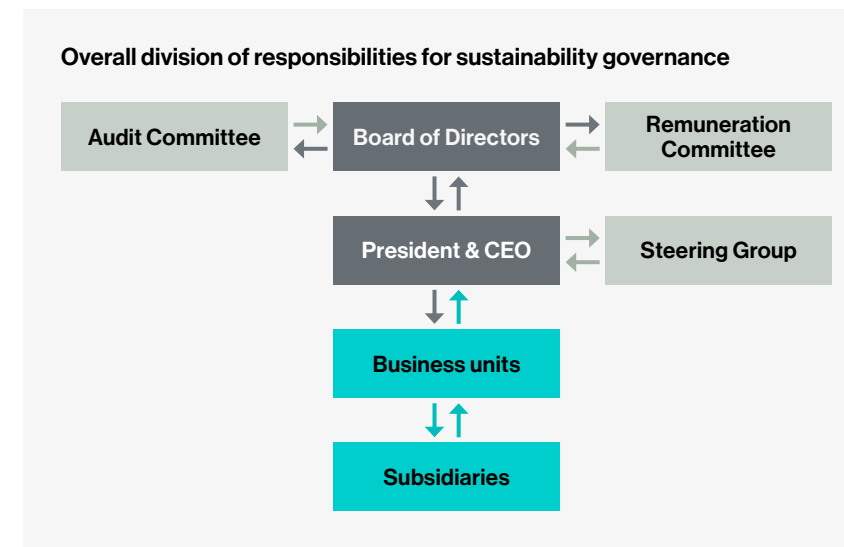 Overall division of responsibilities for sustainability governance
Audit Committee
Board of Directors
Remuneration
Committee
President & CEO
Steering Group
Business units
Subsidiaries